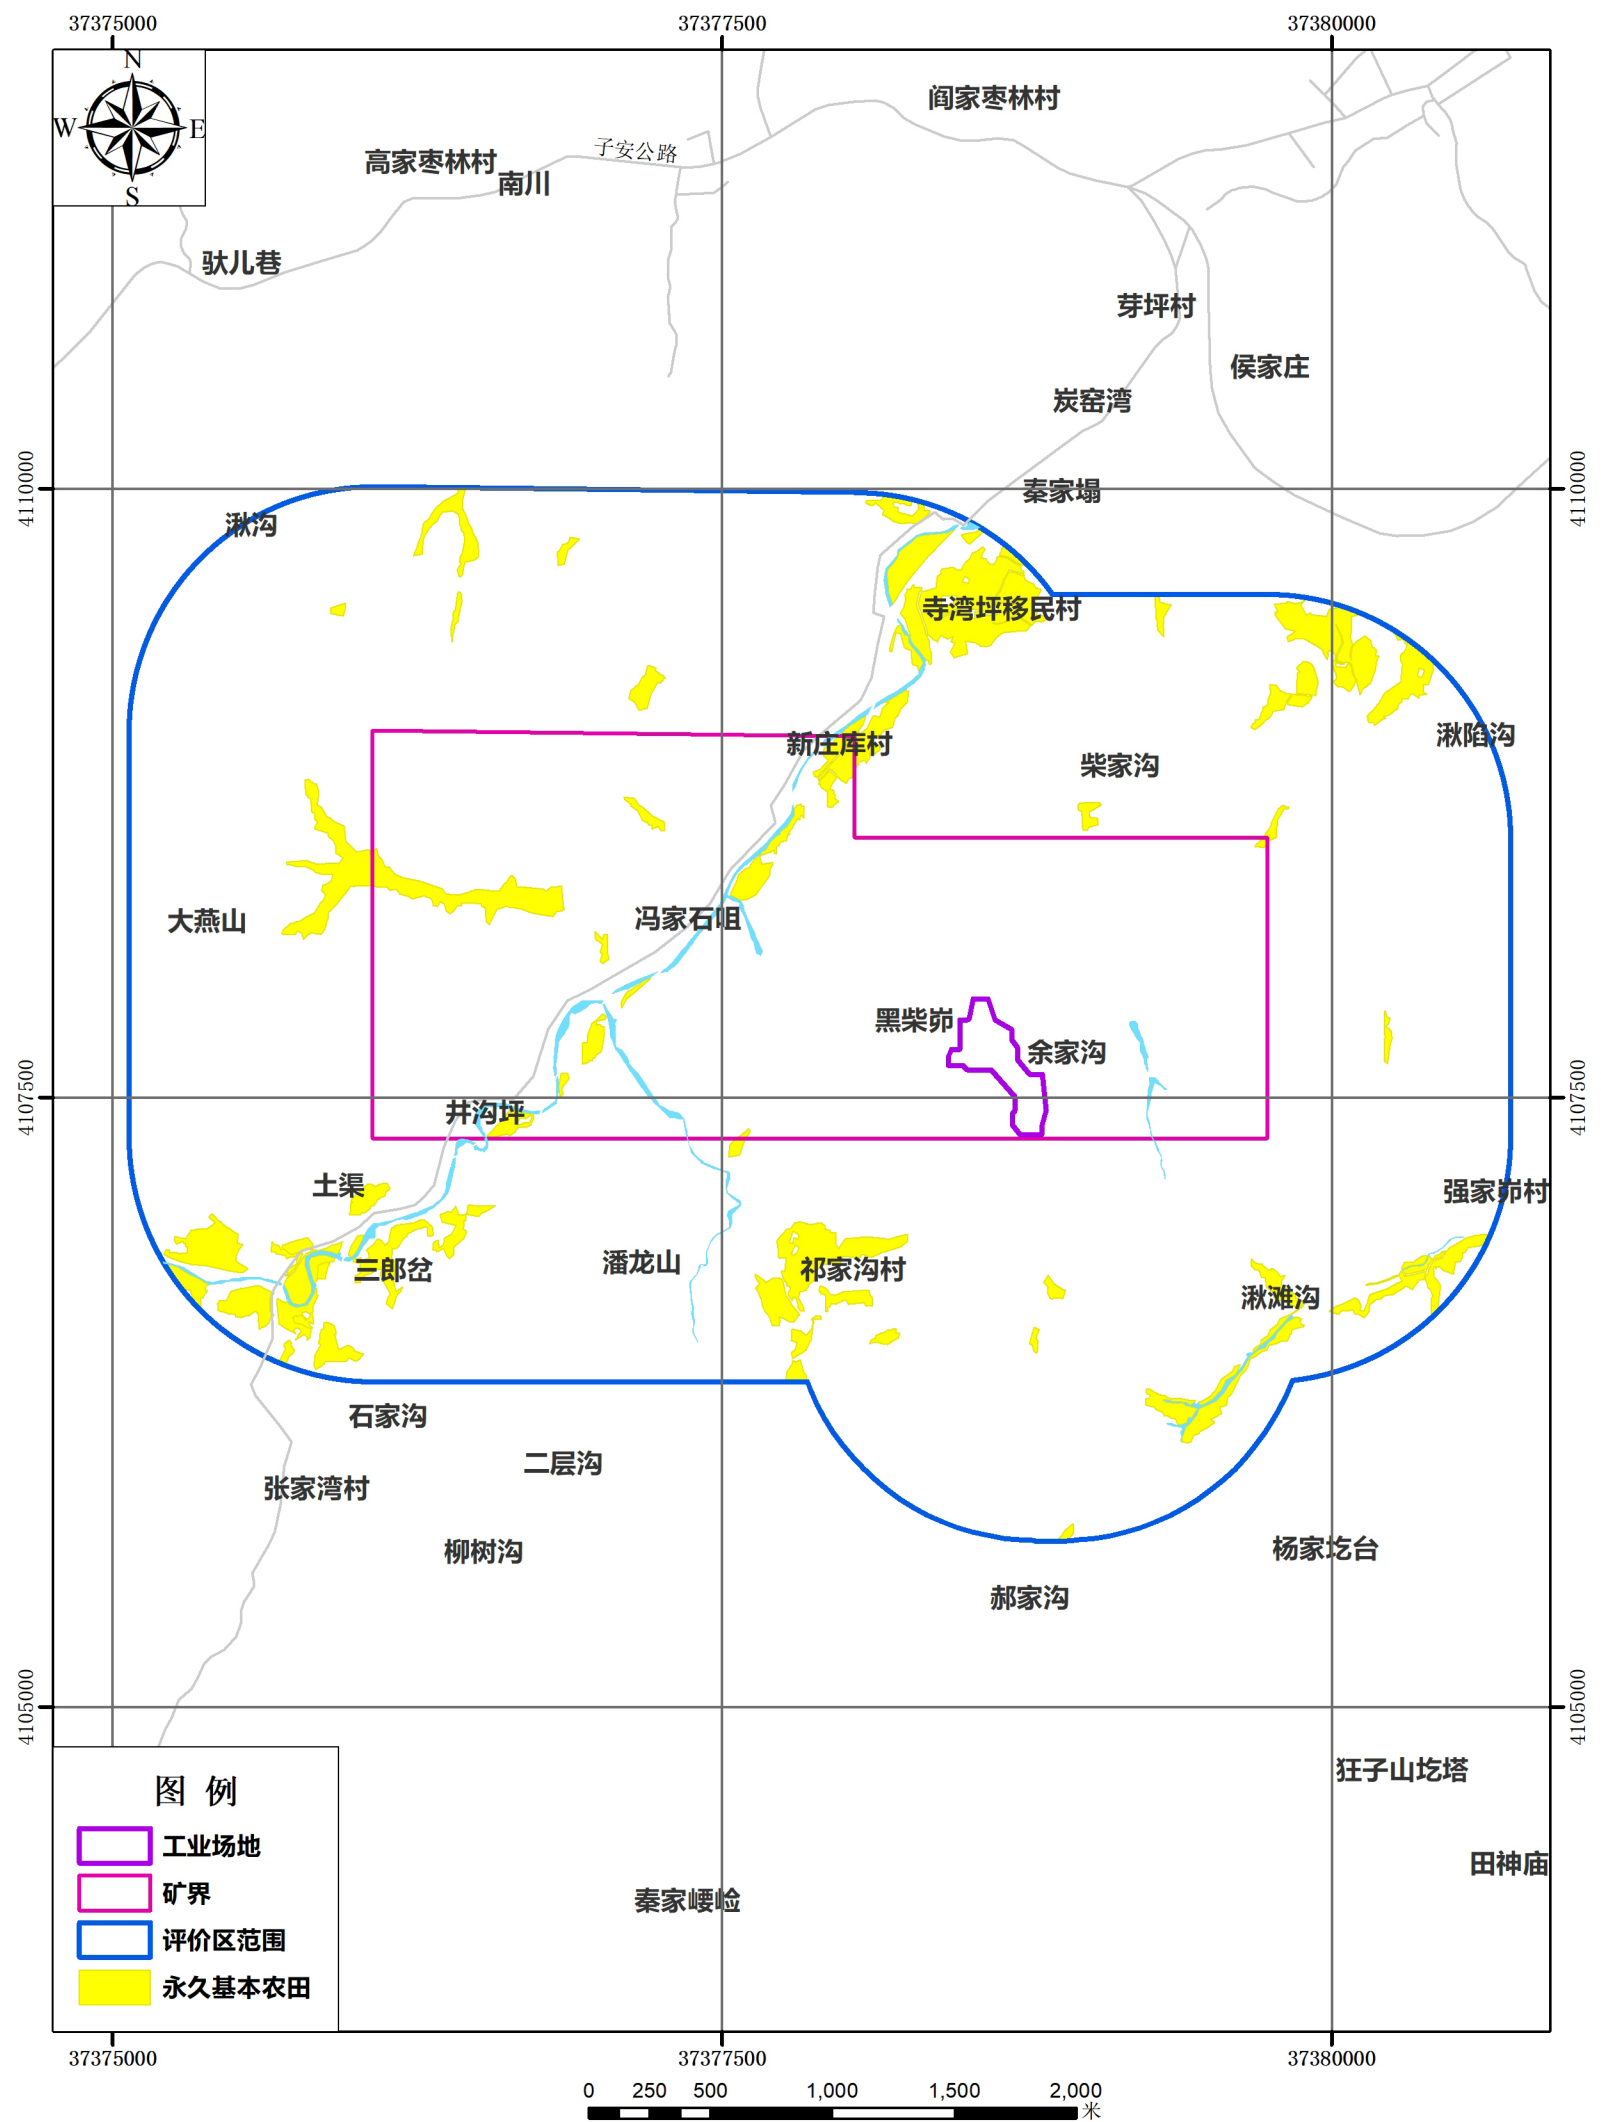 37375000
37377500
37380000
N
W
E
S
阎家枣林村
子安公路
高家枣林村
南川
驮儿巷
芽坪村
侯家庄
炭窑湾
4110000
秦家塌
4110000
湫沟
寺湾坪移民村
湫陷沟
新庄库村
柴家沟
大燕山
冯家石咀
黑柴峁
余家沟
4107500
井沟坪
4107500
土渠
强家峁村
三郎岔
潘龙山
祁家沟村
湫滩沟
石家沟
二层沟
张家湾村
柳树沟
杨家圪台
郝家沟
4105000
4105000
狂子山圪塔
田神庙
秦家崾崄
图 例
工业场地
矿界
评价区范围
永久基本农田
37375000
37377500
37380000
0
250
500
1,000
1,500
2,000
米